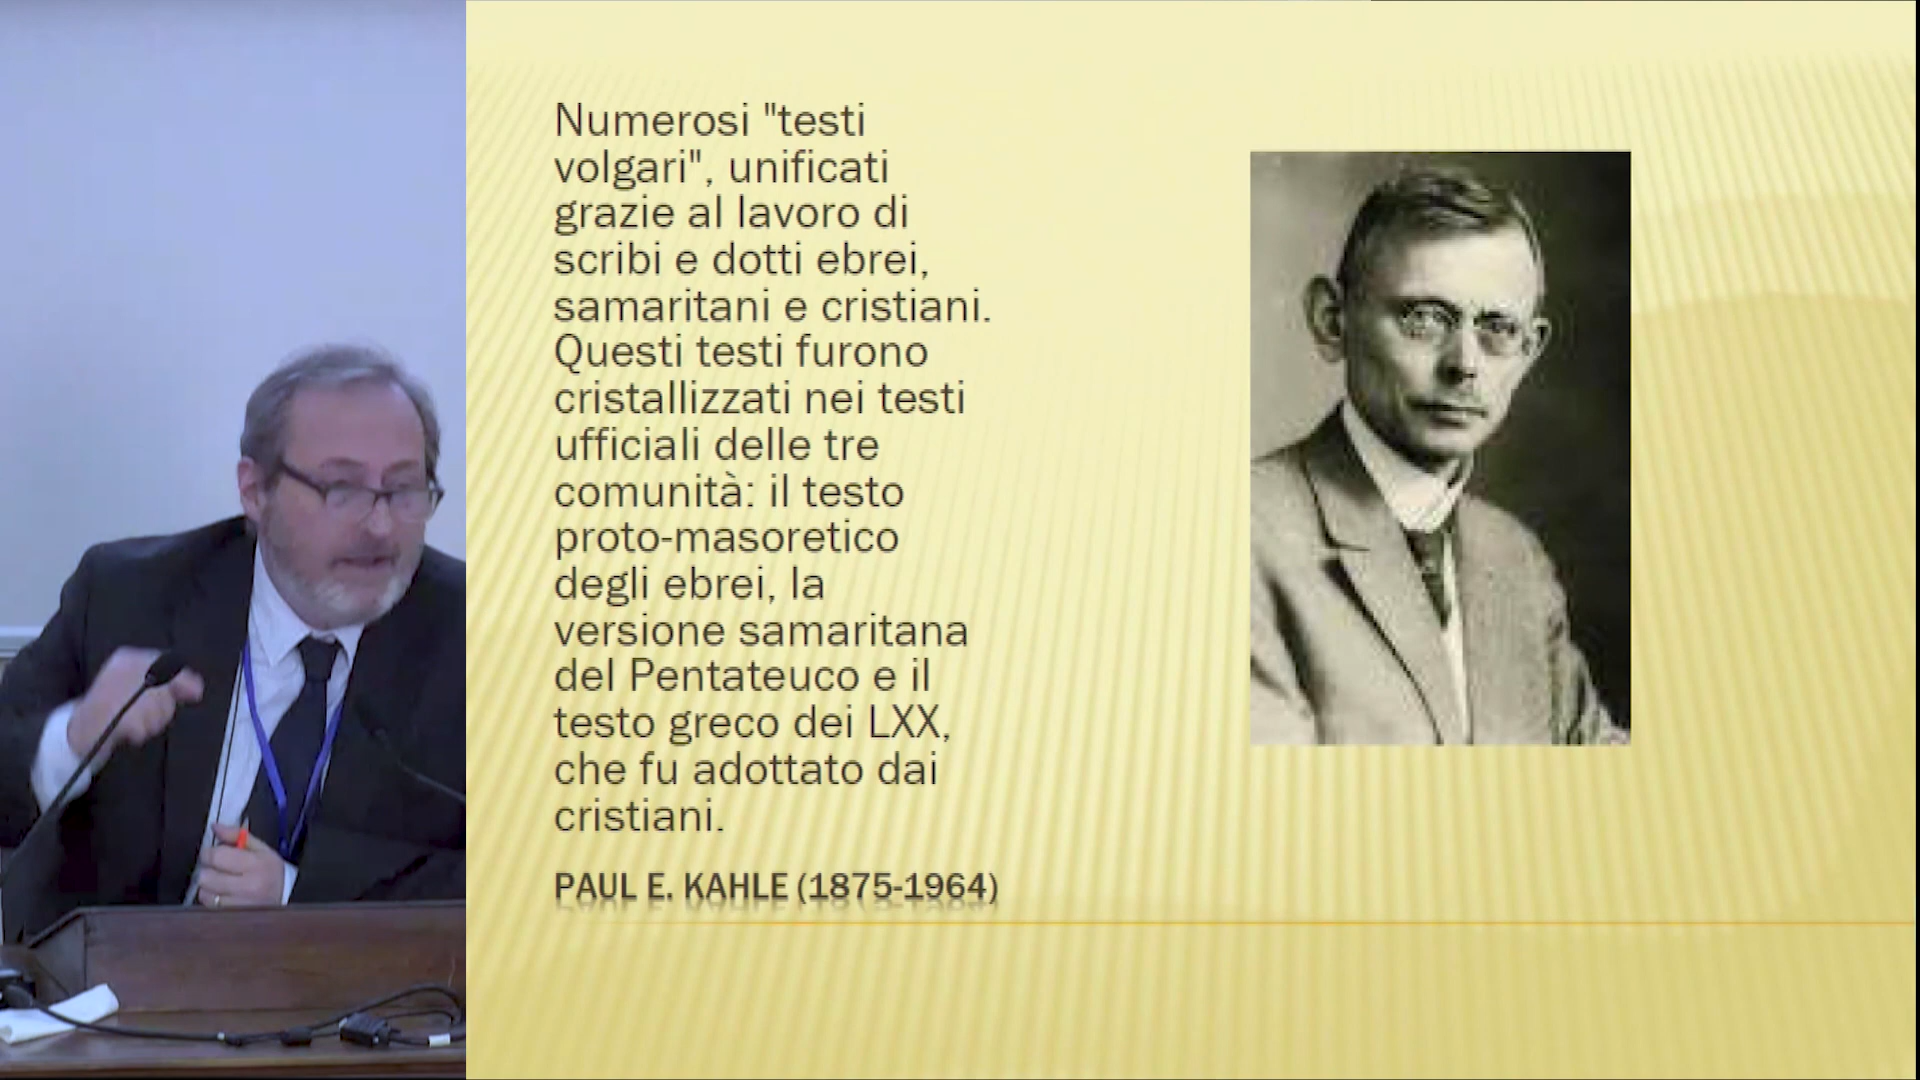 Numerosi "testi
volgari", unificati
grazie al lavoro di
scribi e dotti ebrei,
samaritani e cristiani.
Questi testi furono
cristallizzati nei testi
ufficiali delle tre
comunità: il testo
proto-masoretico
degli ebrei, la
versione samaritana
del Pentateuco e il
testo greco dei LXX,
che fu adottato dai
cristiani.
PAUL E. KAHLE (1875-1964)